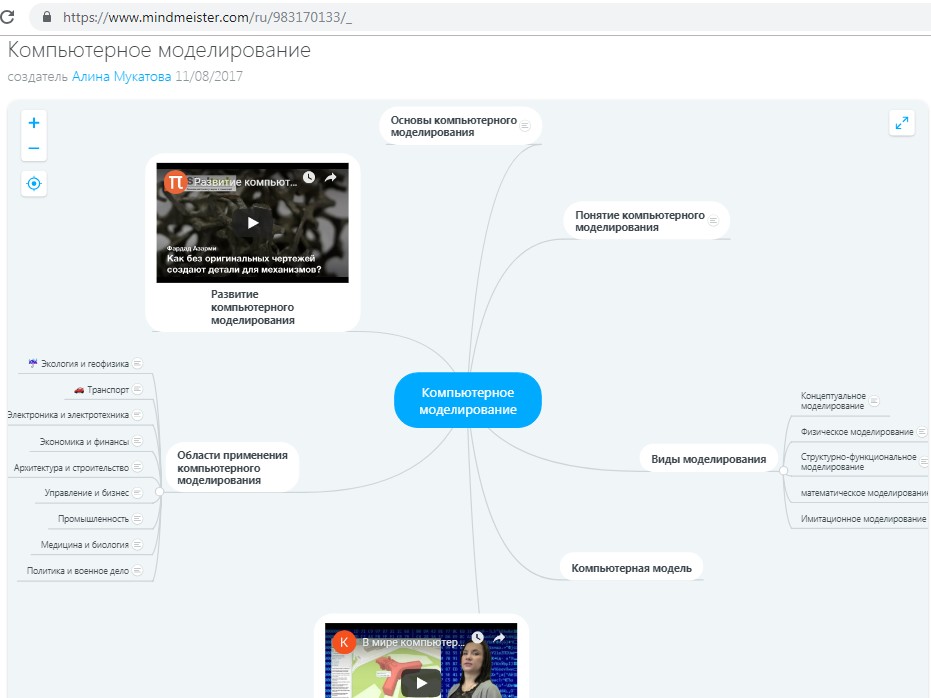 https://www.mindmeister.com/ru/983170133/_
Компьютерное моделирование
создатель Алина Мукатова 11/08/2017
Основы компьютерного
моделирования
Понятие компьютерного
моделирования
Развитие компьют...
Фардад Азорми
Как без оригинальных чертежей
создают детали для механизмов?
Развитие
компьютерного
моделирования
Компьютерное
моделирование
Экология и геофизика
Транспорт
Электроника и электротехника
Экономика и финансы
Архитектура и строительство
Управление и бизнес
Промышленность
Медицина и биология
Политика и военное дело
Области применения
компьютерного
моделирования
Виды моделирования
Концептуальное
моделирование
Физическое моделирование
Структурно-функциональное
моделирование
математическое моделировани
Имитационное моделирование
Компьютерная модель
К
В мире компьютер...